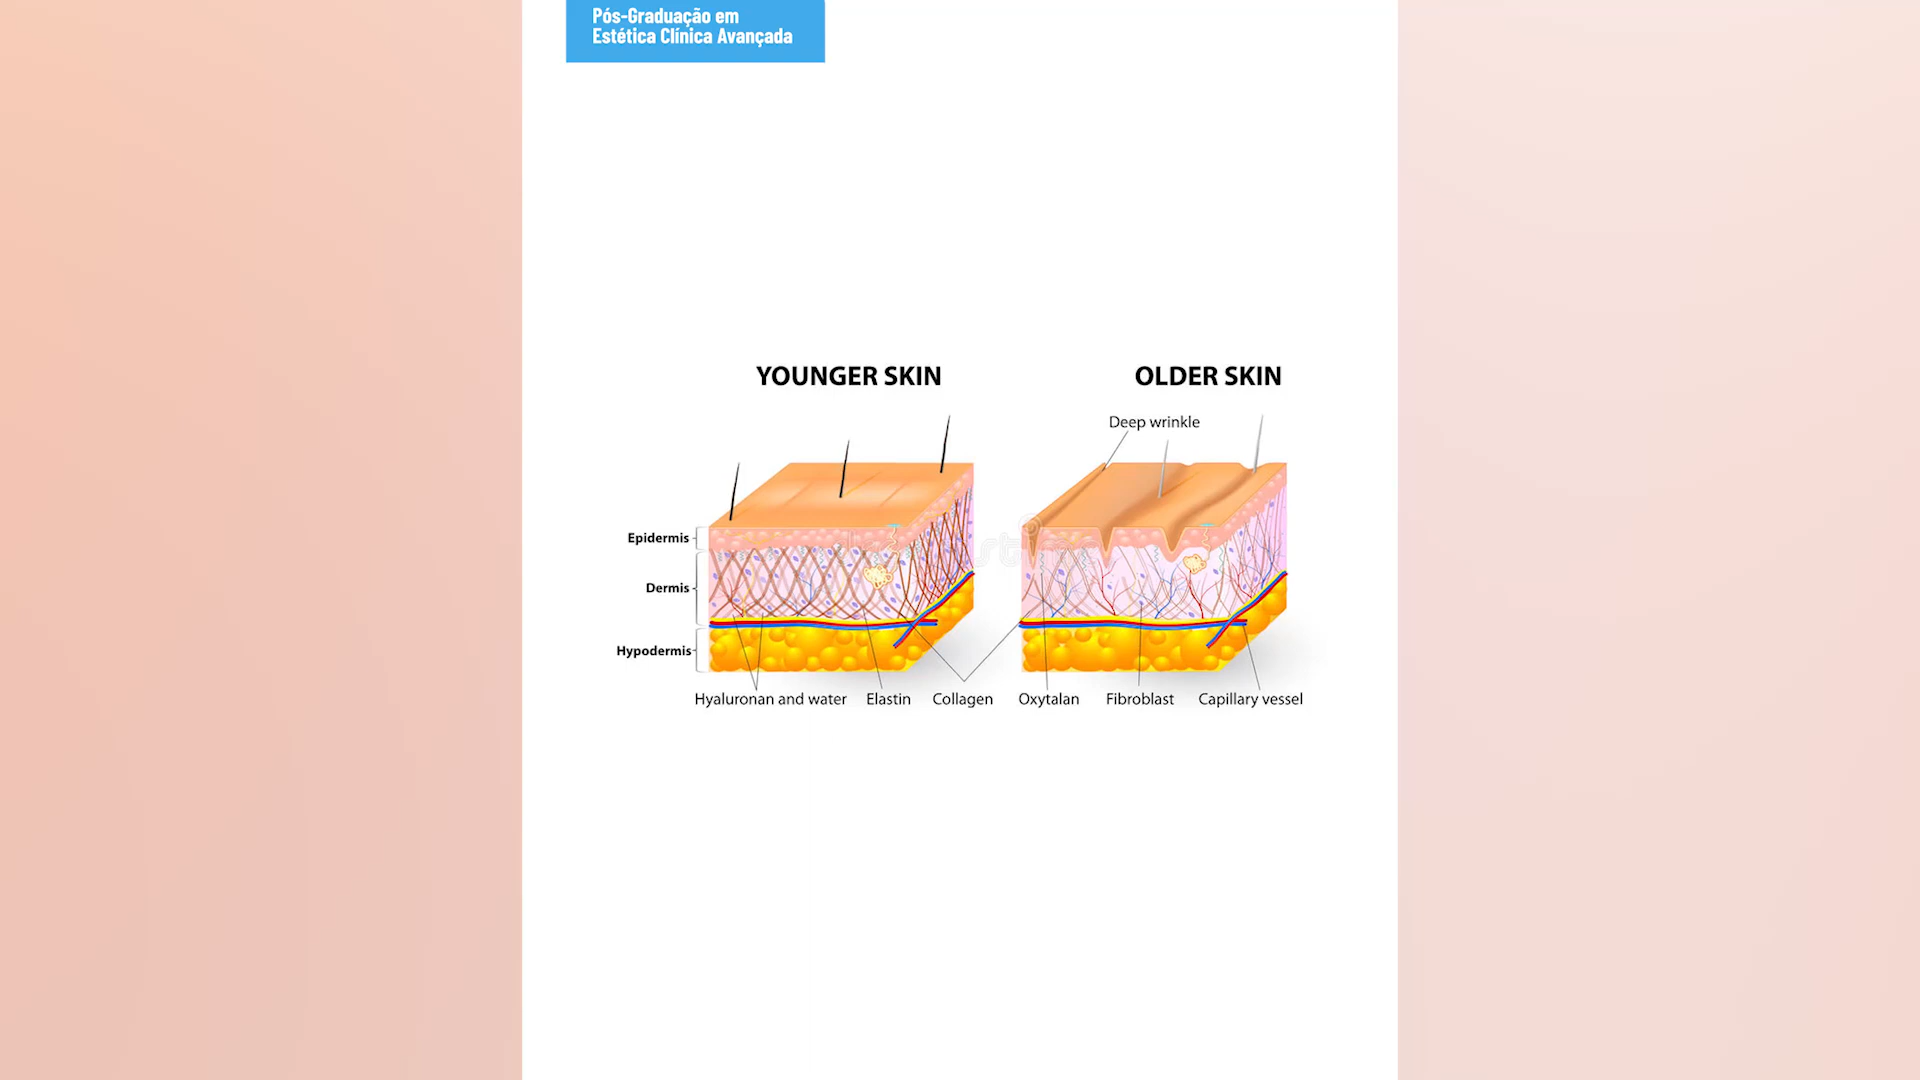 Pós-Graduação em
Estética Clínica Avançada
YOUNGER SKIN
OLDER SKIN
Deep wrinkle
Epidermis
Dermis
Hypodermis
Hyaluronan and water
Elastin
Collagen
Oxytalan
Fibroblast
Capillary vessel